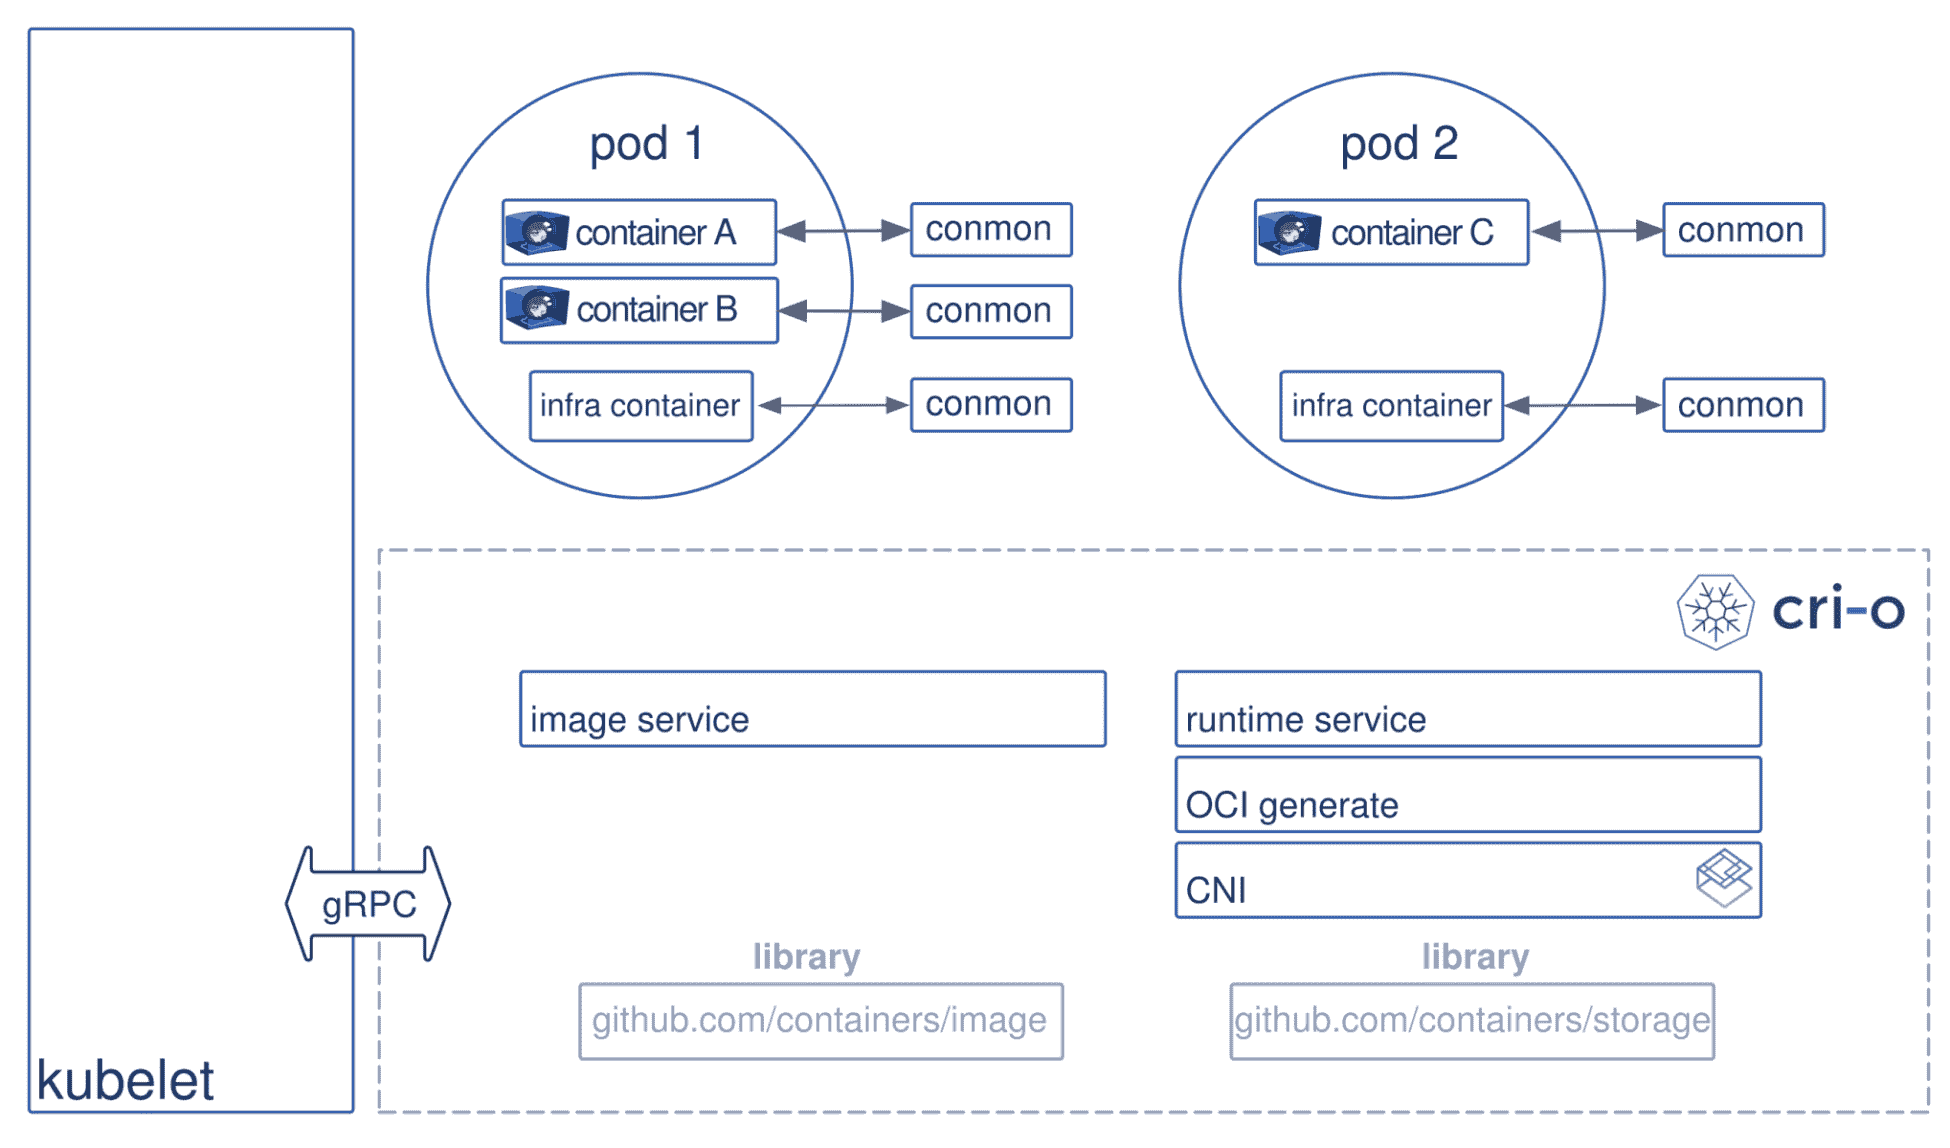 pod 1
container A
conmon
container B
conmon
infra container
conmon
pod 2
container C
conmon
infra container
conmon
cri-o
image service
runtime service
OCI generate
CNI
gRPC
library
github.com/containers/image
library
github.com/containers/storage
kubelet